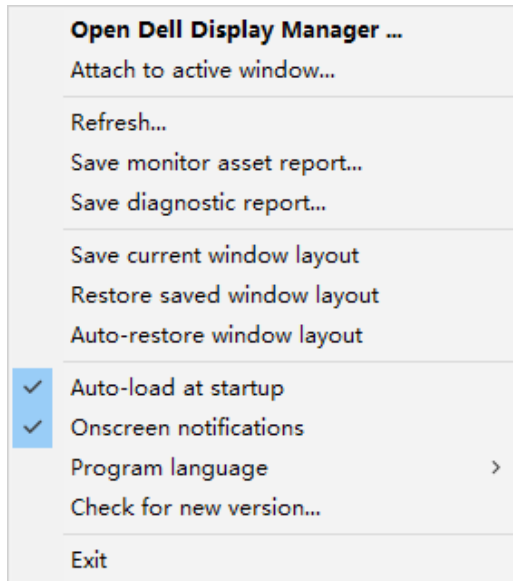 Open Dell Display Manager ...
Attach to active window...
Refresh...
Save monitor asset report...
Save diagnostic report...
Save current window layout
Restore saved window layout
Auto-restore window layout
Auto-load at startup
Onscreen notifications
Program language
Check for new version...
Exit